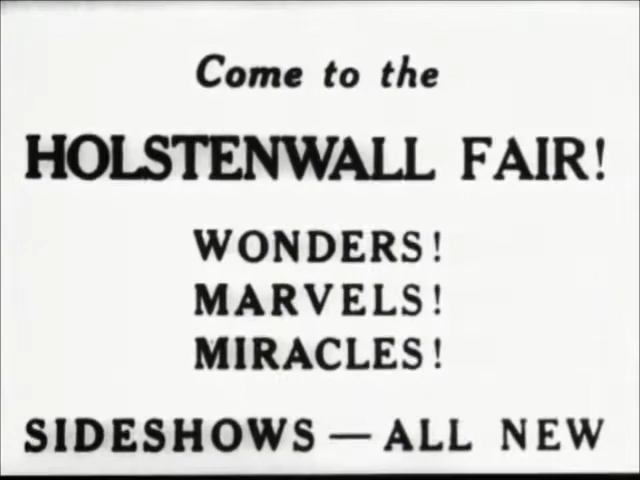 Come to the
HOLSTENWALL FAIR!
WONDERS!
MARVELS!
MIRACLES!
SIDESHOWS — ALL NEW